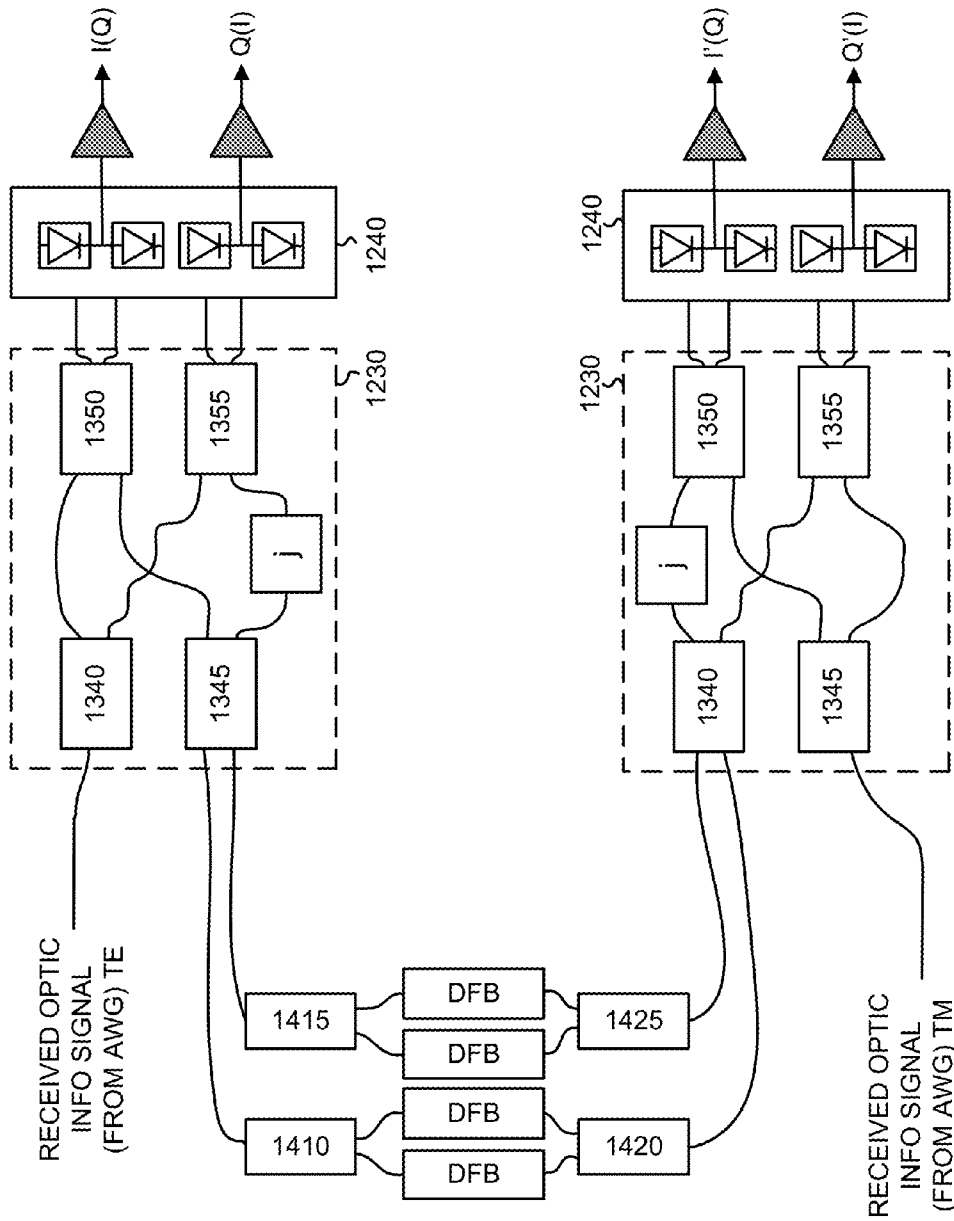 I(Q)
Q(I)
I'(Q)
Q'(I)
1240
1240
1230
1230
1350
1355
1350
1355
j
j
1340
1345
1340
1345
RECEIVED OPTIC
INFO SIGNAL
(FROM AWG) TE
1415
DFB
1425
DFB
1410
DFB
1420
DFB
RECEIVED OPTIC
INFO SIGNAL
(FROM AWG) TM